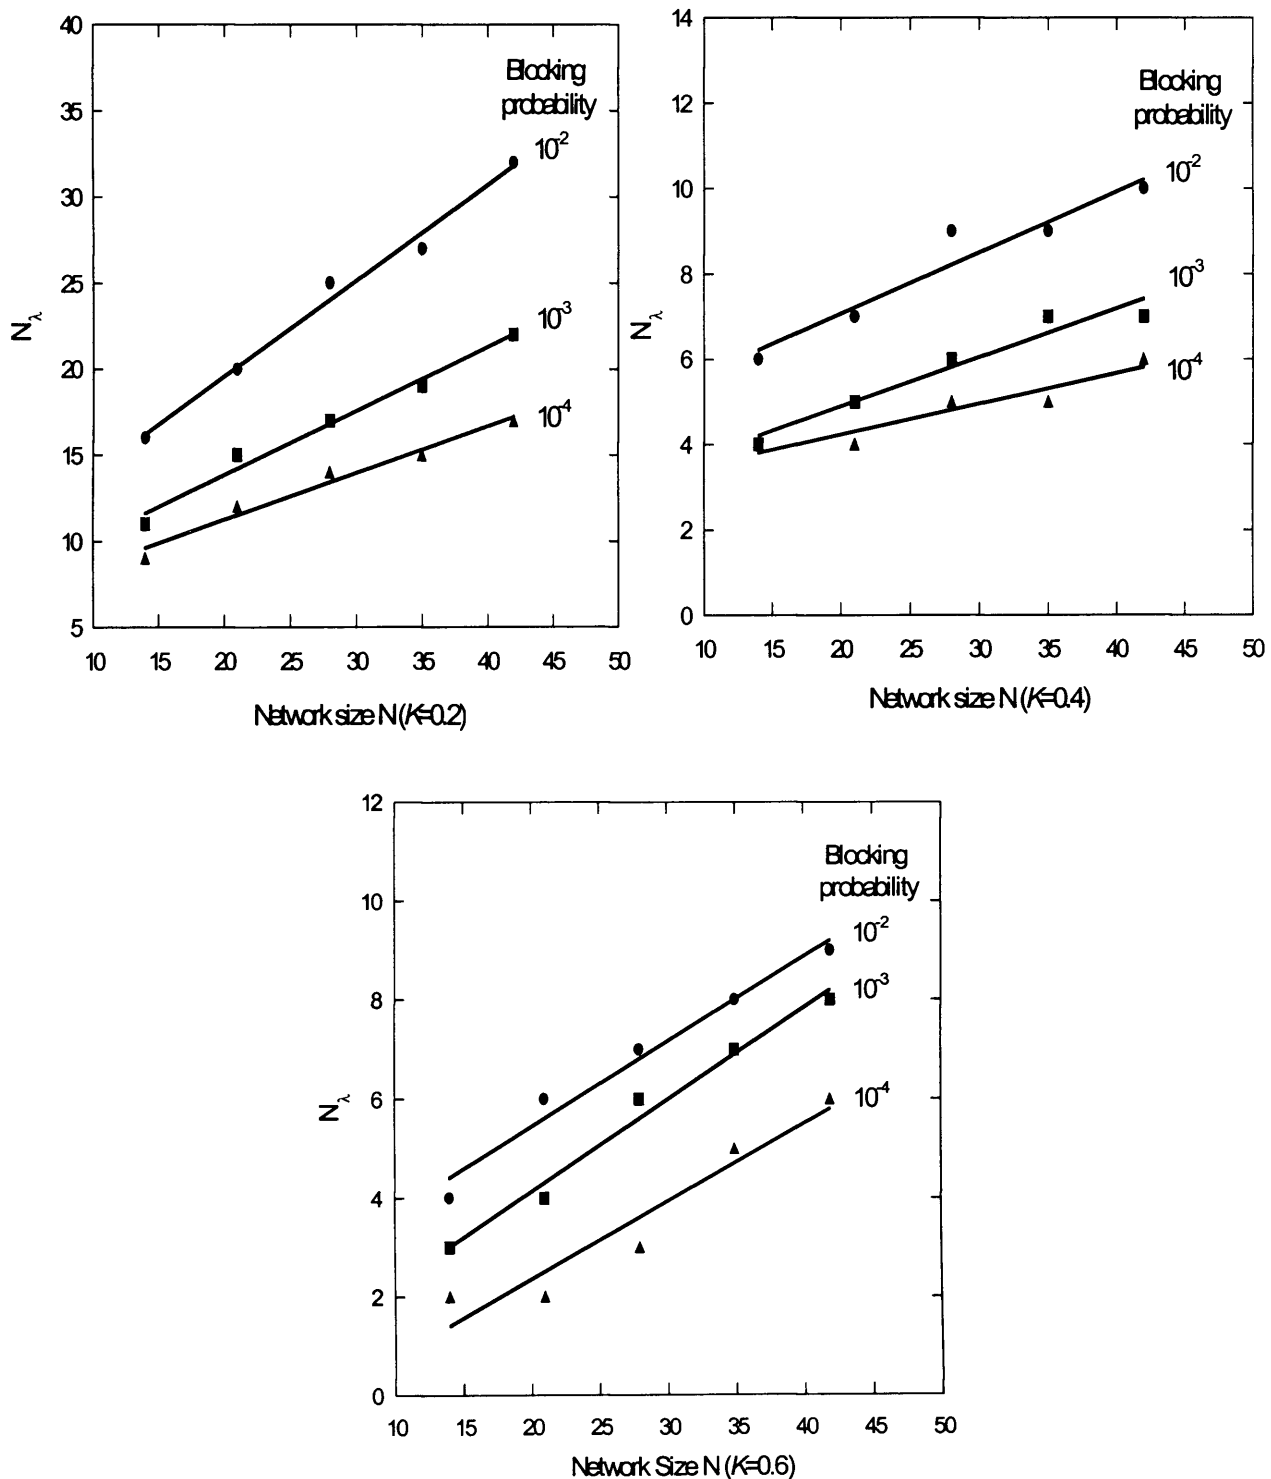 40
35
30
25
20
15
10
5
N_λ
Blocking
probability
10^-2
10^-3
10^-4
10 15 20 25 30 35 40 45 50
Network size N (K=0.2)
14
12
10
8
6
4
2
0
N_λ
Blocking
probability
10^-2
10^-3
10^-4
10 15 20 25 30 35 40 45 50
Network size N (K=0.4)
12
10
8
6
4
2
0
N_λ
Blocking
probability
10^-2
10^-3
10^-4
10 15 20 25 30 35 40 45 50
Network Size N (K=0.6)